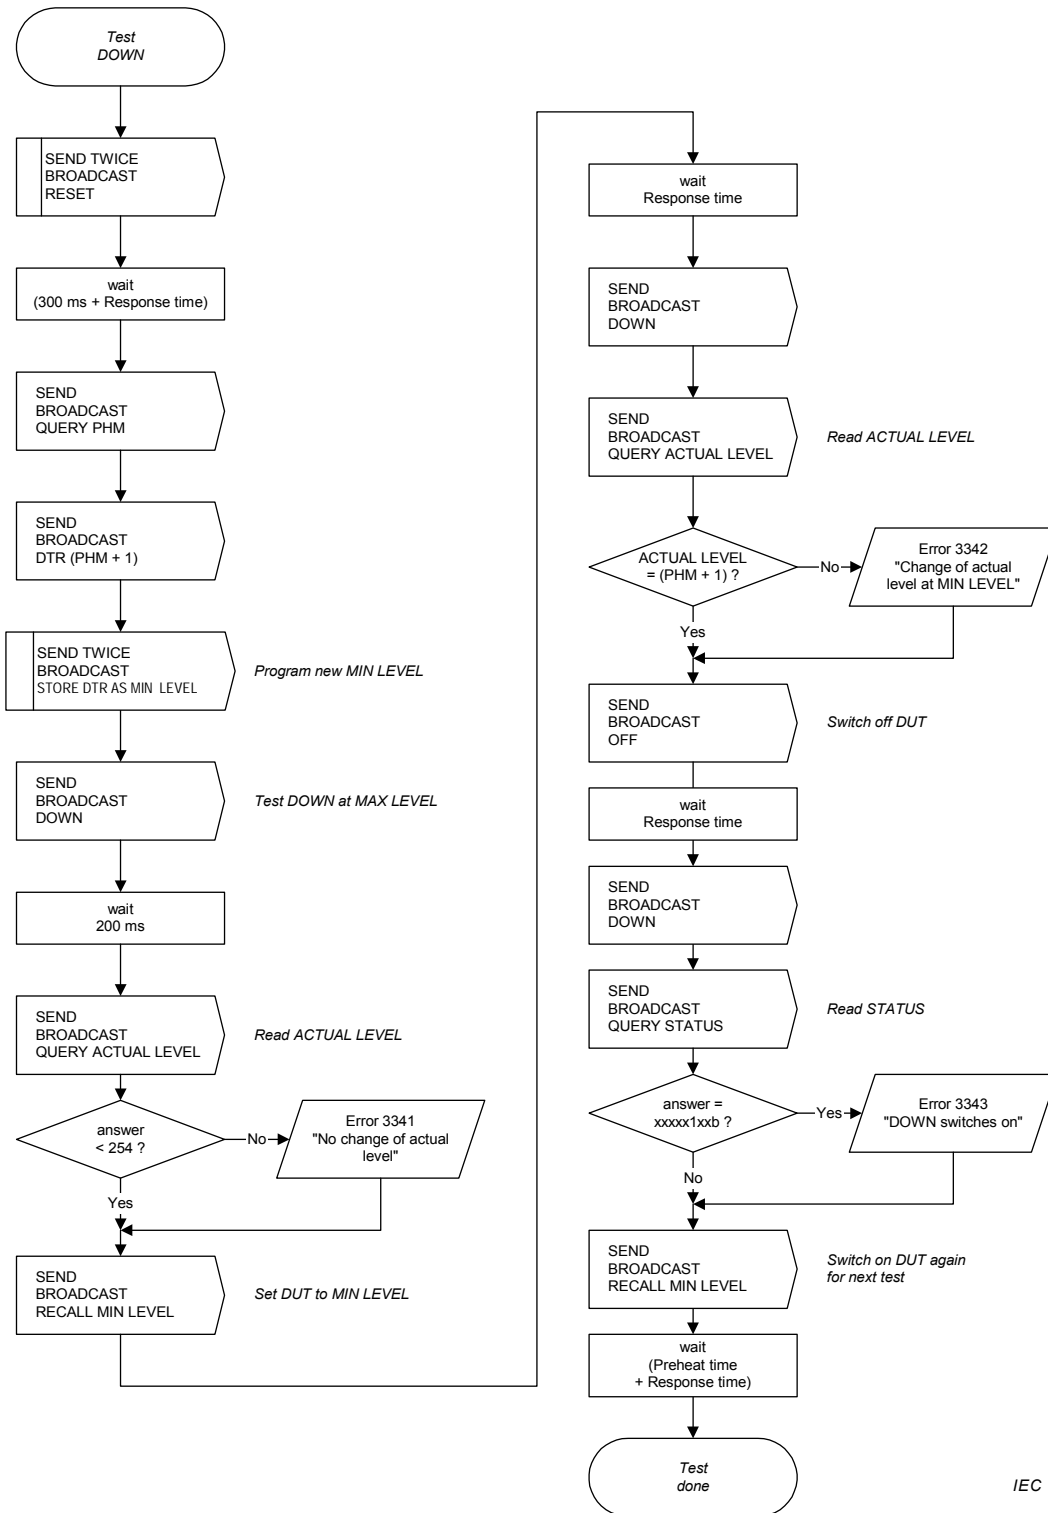 Test
DOWN
SEND TWICE
BROADCAST
RESET
wait
(300 ms + Response time)
SEND
BROADCAST
QUERY PHM
SEND
BROADCAST
DTR (PHM + 1)
SEND TWICE
BROADCAST
STORE DTR AS MIN LEVEL
Program new MIN LEVEL
SEND
BROADCAST
DOWN
Test DOWN at MAX LEVEL
wait
200 ms
SEND
BROADCAST
QUERY ACTUAL LEVEL
Read ACTUAL LEVEL
answer
< 254 ?
No
Error 3341
"No change of actual
level"
Yes
SEND
BROADCAST
RECALL MIN LEVEL
Set DUT to MIN LEVEL
wait
Response time
SEND
BROADCAST
DOWN
SEND
BROADCAST
QUERY ACTUAL LEVEL
Read ACTUAL LEVEL
ACTUAL LEVEL
= (PHM + 1) ?
No
Error 3342
"Change of actual
level at MIN LEVEL"
Yes
SEND
BROADCAST
OFF
Switch off DUT
wait
Response time
SEND
BROADCAST
DOWN
SEND
BROADCAST
QUERY STATUS
Read STATUS
answer =
xxxxx1xxb ?
Yes
Error 3343
"DOWN switches on"
No
SEND
BROADCAST
RECALL MIN LEVEL
Switch on DUT again
for next test
wait
(Preheat time
+ Response time)
Test
done
IEC